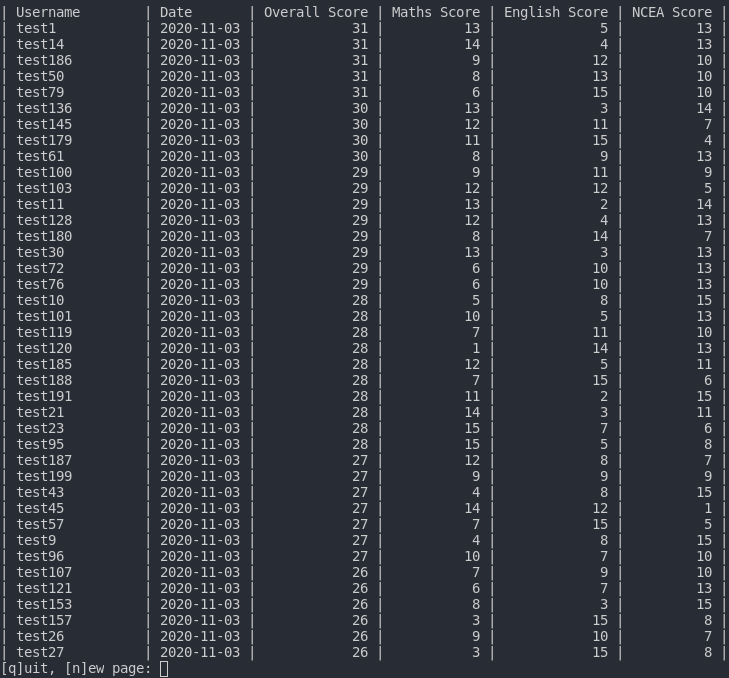 | Username | Date | Overall Score | Maths Score | English Score | NCEA Score |
| test1 | 2020-11-03 | 31 | 13 | 5 | 13 |
| test14 | 2020-11-03 | 31 | 14 | 4 | 13 |
| test186 | 2020-11-03 | 31 | 9 | 12 | 10 |
| test50 | 2020-11-03 | 31 | 8 | 13 | 10 |
| test79 | 2020-11-03 | 31 | 6 | 15 | 10 |
| test136 | 2020-11-03 | 30 | 13 | 3 | 14 |
| test145 | 2020-11-03 | 30 | 12 | 11 | 7 |
| test179 | 2020-11-03 | 30 | 11 | 15 | 4 |
| test61 | 2020-11-03 | 30 | 8 | 9 | 13 |
| test100 | 2020-11-03 | 29 | 9 | 11 | 9 |
| test103 | 2020-11-03 | 29 | 12 | 12 | 5 |
| test11 | 2020-11-03 | 29 | 13 | 2 | 14 |
| test128 | 2020-11-03 | 29 | 12 | 4 | 13 |
| test180 | 2020-11-03 | 29 | 8 | 14 | 7 |
| test30 | 2020-11-03 | 29 | 13 | 3 | 13 |
| test72 | 2020-11-03 | 29 | 6 | 10 | 13 |
| test76 | 2020-11-03 | 29 | 6 | 10 | 13 |
| test10 | 2020-11-03 | 28 | 5 | 8 | 15 |
| test101 | 2020-11-03 | 28 | 10 | 5 | 13 |
| test119 | 2020-11-03 | 28 | 7 | 11 | 10 |
| test120 | 2020-11-03 | 28 | 1 | 14 | 13 |
| test185 | 2020-11-03 | 28 | 12 | 5 | 11 |
| test188 | 2020-11-03 | 28 | 7 | 15 | 6 |
| test191 | 2020-11-03 | 28 | 11 | 2 | 15 |
| test21 | 2020-11-03 | 28 | 14 | 3 | 11 |
| test23 | 2020-11-03 | 28 | 15 | 7 | 6 |
| test95 | 2020-11-03 | 28 | 15 | 5 | 8 |
| test187 | 2020-11-03 | 27 | 12 | 8 | 7 |
| test199 | 2020-11-03 | 27 | 9 | 9 | 9 |
| test43 | 2020-11-03 | 27 | 4 | 8 | 15 |
| test45 | 2020-11-03 | 27 | 14 | 12 | 1 |
| test57 | 2020-11-03 | 27 | 7 | 15 | 5 |
| test9 | 2020-11-03 | 27 | 4 | 8 | 15 |
| test96 | 2020-11-03 | 27 | 10 | 7 | 10 |
| test107 | 2020-11-03 | 26 | 7 | 9 | 10 |
| test121 | 2020-11-03 | 26 | 6 | 7 | 13 |
| test153 | 2020-11-03 | 26 | 8 | 3 | 15 |
| test157 | 2020-11-03 | 26 | 3 | 15 | 8 |
| test26 | 2020-11-03 | 26 | 9 | 10 | 7 |
| test27 | 2020-11-03 | 26 | 3 | 15 | 8 |
[q]uit, [n]ew page: